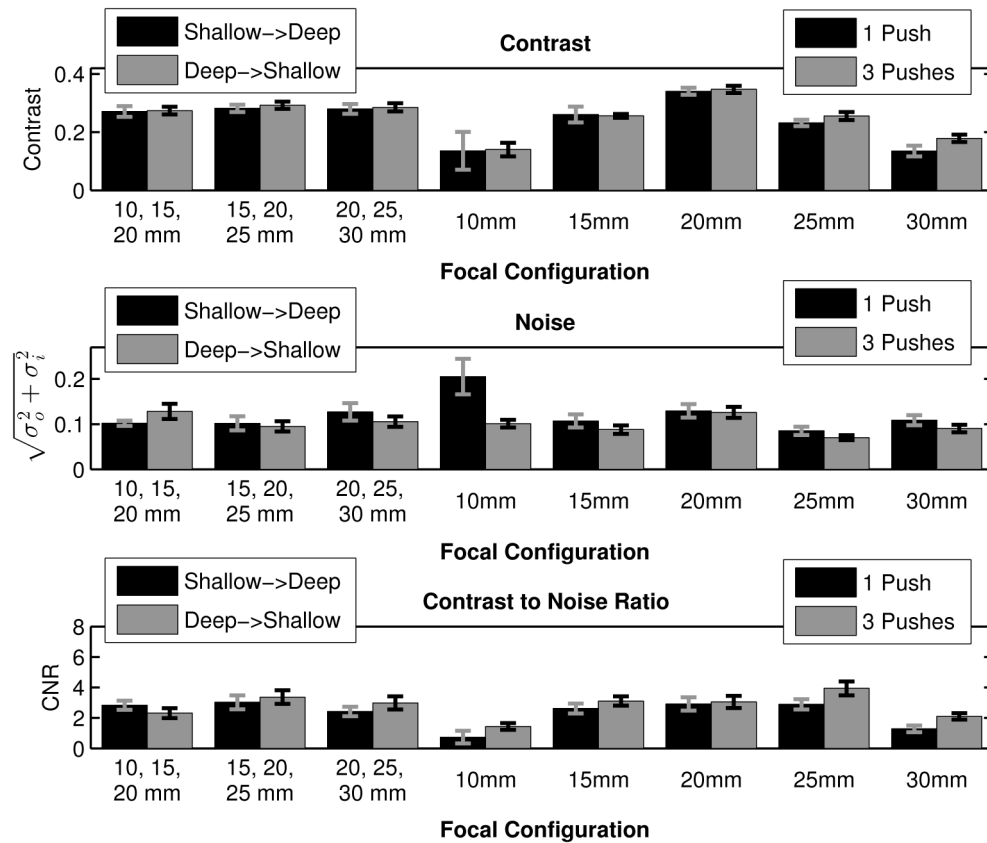 Shallow->Deep
Deep->Shallow
Contrast
1 Push
3 Pushes
Contrast
0.4
0.2
0
10, 15,
20 mm
15, 20,
25 mm
20, 25,
30 mm
10mm
15mm
20mm
25mm
30mm
Focal Configuration
Shallow->Deep
Deep->Shallow
Noise
1 Push
3 Pushes
√σ_o^2 + σ_i^2
0.2
0.1
0
10, 15,
20 mm
15, 20,
25 mm
20, 25,
30 mm
10mm
15mm
20mm
25mm
30mm
Focal Configuration
Shallow->Deep
Deep->Shallow
Contrast to Noise Ratio
1 Push
3 Pushes
CNR
8
6
4
2
0
10, 15,
20 mm
15, 20,
25 mm
20, 25,
30 mm
10mm
15mm
20mm
25mm
30mm
Focal Configuration